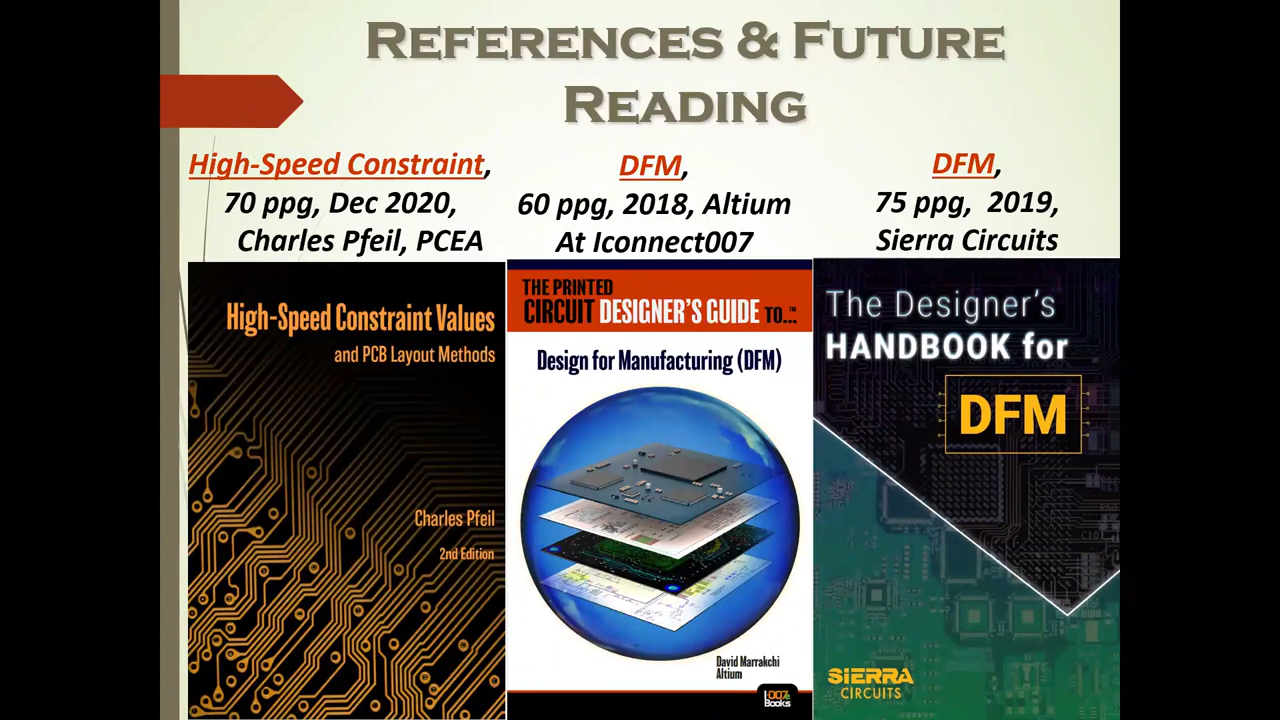 REFERENCES & FUTURE
READING
High-Speed Constraint,
70 ppg, Dec 2020,
Charles Pfeil, PCEA
DFM,
60 ppg, 2018, Altium
At Iconnect007
DFM,
75 ppg, 2019,
Sierra Circuits
High-Speed Constraint Values
and PCB Layout Methods
Charles Pfeil
2nd Edition
THE PRINTED
CIRCUIT DESIGNER'S GUIDE TO...™
Design for Manufacturing (DFM)
David Marrakchi
Altium
I-007e
Books
The Designer's
HANDBOOK for
DFM
SIERRA
CIRCUITS